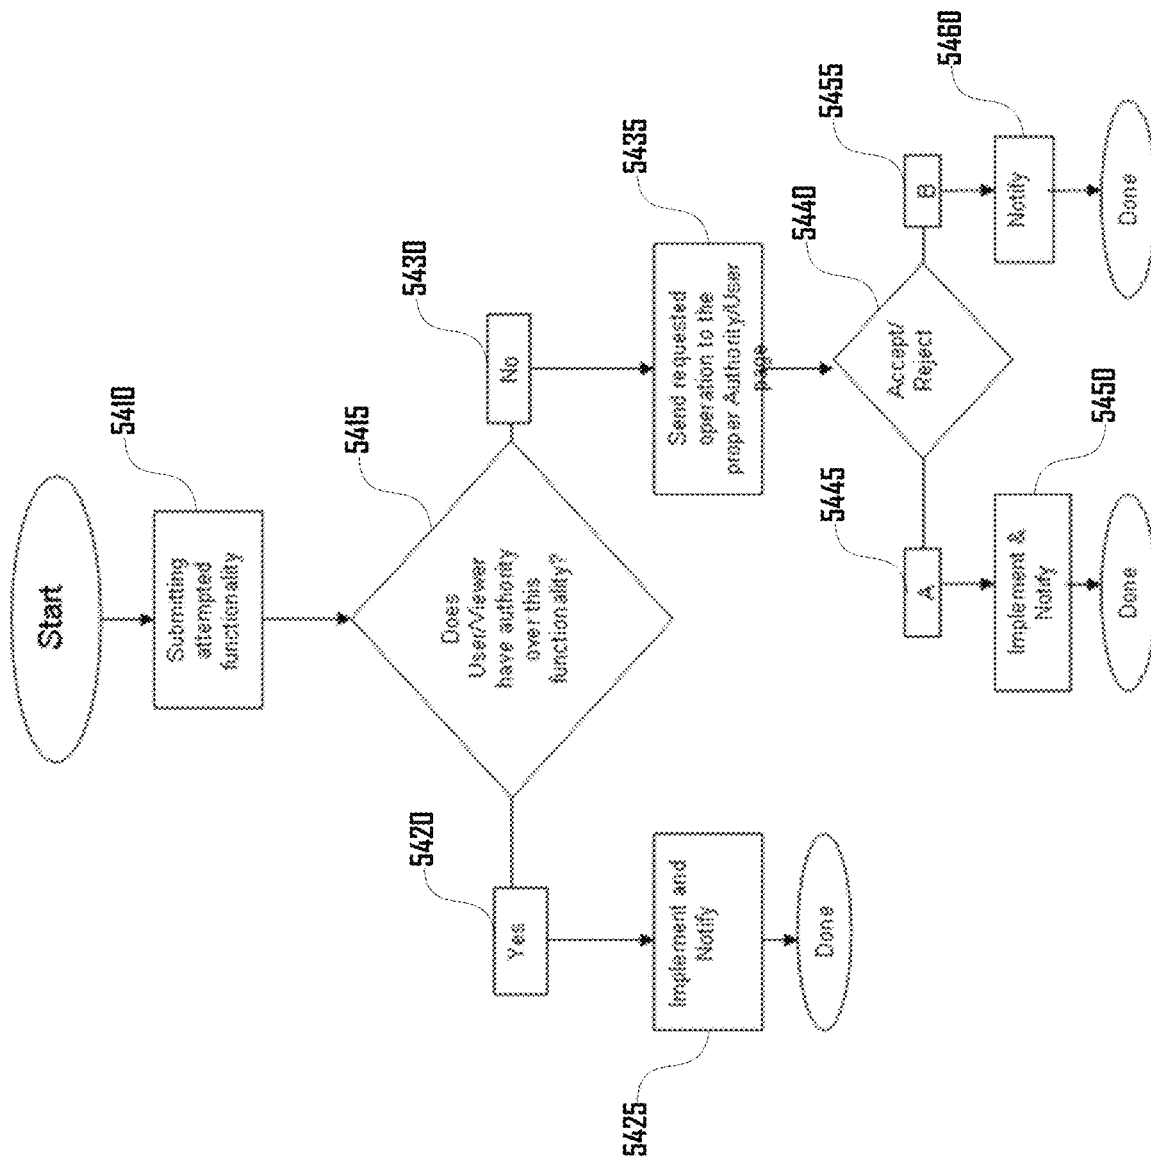 Start
5410
Submitting
attempted
functionality
5415
Does
User/Viewer
have authority
over this
functionality?
5420
Yes
5425
Implement and
Notify
Done
5430
No
5435
Send requested
operation to the
proper Authority/User
page
5440
Accept/
Reject
5445
A
5450
Implement &
Notify
Done
5455
B
5460
Notify
Done